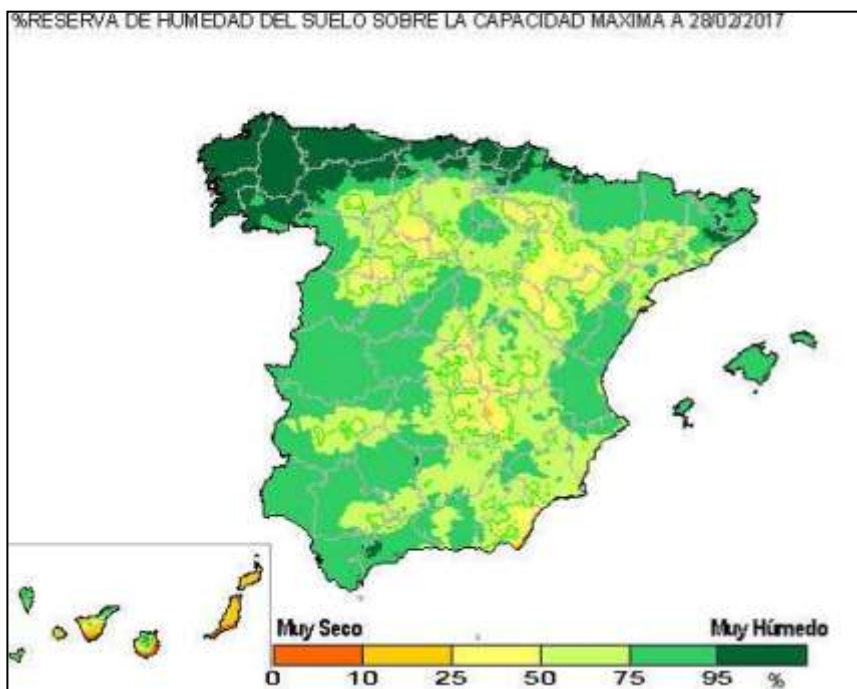 %RESERVA DE HUMEDAD DEL SUELO SOBRE LA CAPACIDAD MAXIMA A 28/02/2017
Muy Seco Muy Húmedo
0 10 25 50 75 95 %